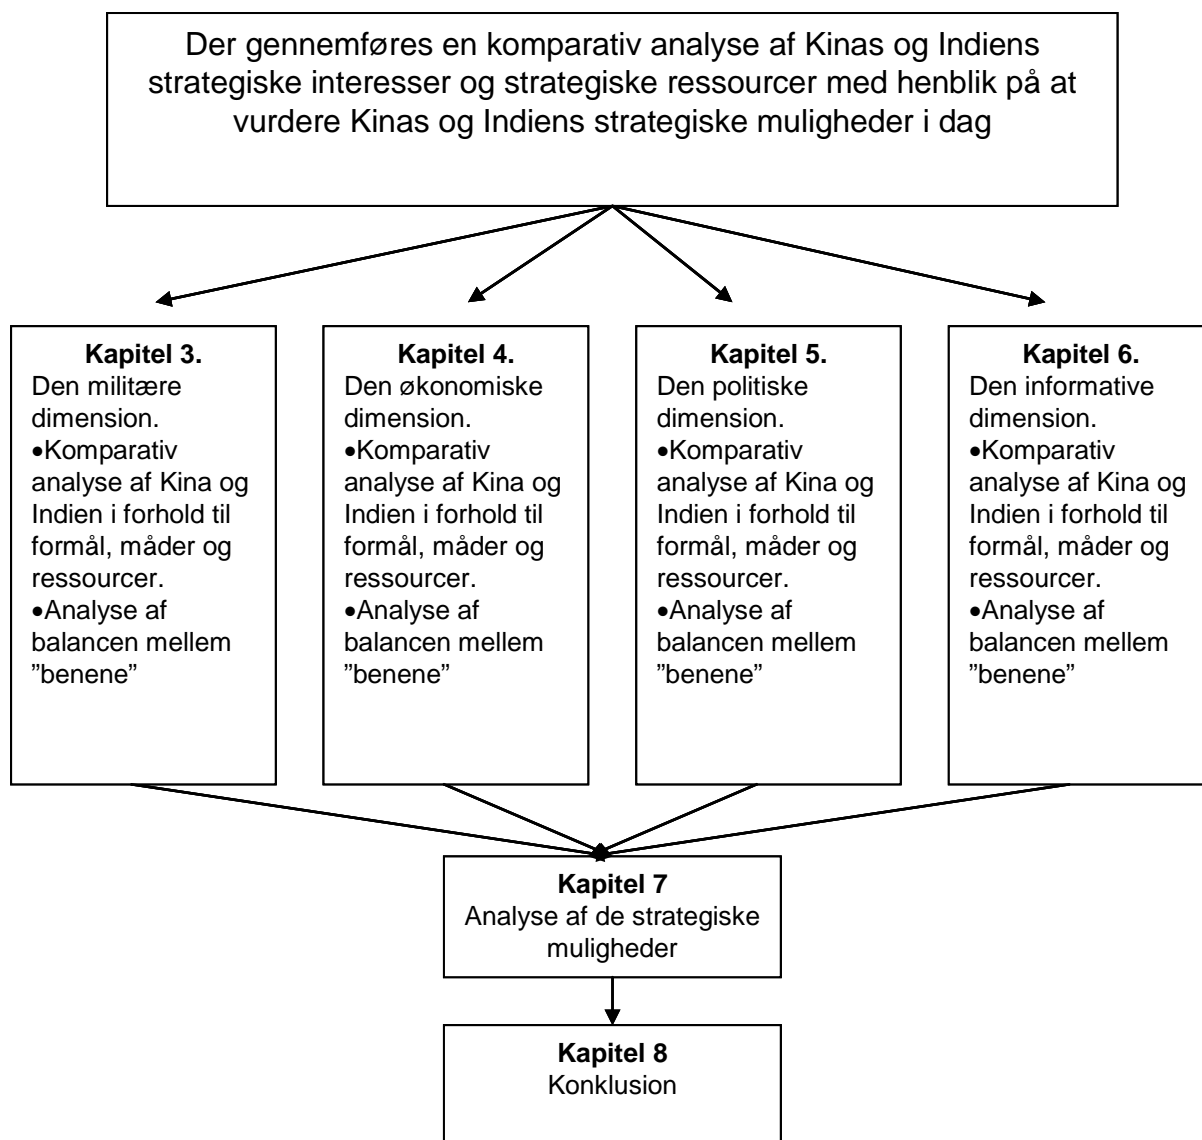 Der gennemføres en komparativ analyse af Kinas og Indiens
strategiske interesser og strategiske ressourcer med henblik på at
vurdere Kinas og Indiens strategiske muligheder i dag
Kapitel 3.
Den militære
dimension.
•Komparativ
analyse af Kina og
Indien i forhold til
formål, måder og
ressourcer.
•Analyse af
balancen mellem
”benene”
Kapitel 4.
Den økonomiske
dimension.
•Komparativ
analyse af Kina og
Indien i forhold til
formål, måder og
ressourcer.
•Analyse af
balancen mellem
”benene”
Kapitel 5.
Den politiske
dimension.
•Komparativ
analyse af Kina og
Indien i forhold til
formål, måder og
ressourcer.
•Analyse af
balancen mellem
”benene”
Kapitel 6.
Den informative
dimension.
•Komparativ
analyse af Kina og
Indien i forhold til
formål, måder og
ressourcer.
•Analyse af
balancen mellem
”benene”
Kapitel 7
Analyse af de strategiske
muligheder
Kapitel 8
Konklusion